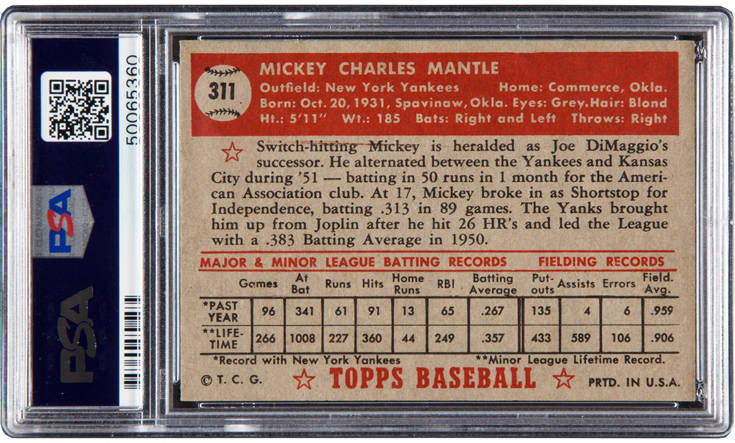 PSA
PSA
50065360
311
MICKEY CHARLES MANTLE
Outfield: New York Yankees Home: Commerce, Okla.
Born: Oct. 20, 1931, Spavinaw, Okla. Eyes: Grey. Hair: Blond
Ht.: 5'11" Wt.: 185 Bats: Right and Left Throws: Right
Switch-hitting Mickey is heralded as Joe DiMaggio's
successor. He alternated between the Yankees and Kansas
City during '51 — batting in 50 runs in 1 month for the Ameri-
can Association club. At 17, Mickey broke in as Shortstop for
Independence, batting .313 in 89 games. The Yanks brought
him up from Joplin after he hit 26 HR's and led the League
with a .383 Batting Average in 1950.
MAJOR & MINOR LEAGUE BATTING RECORDS FIELDING RECORDS
Games At Bat Runs Hits Home Runs RBI Batting Average Put-outs Assists Errors Field. Avg.
*PAST YEAR 96 341 61 91 13 65 .267 135 4 6 .959
**LIFE-TIME 266 1008 227 360 44 249 .357 433 589 106 .906
*Record with New York Yankees **Minor League Lifetime Record.
© T. C. G. TOPPS BASEBALL PRTD. IN U.S.A.